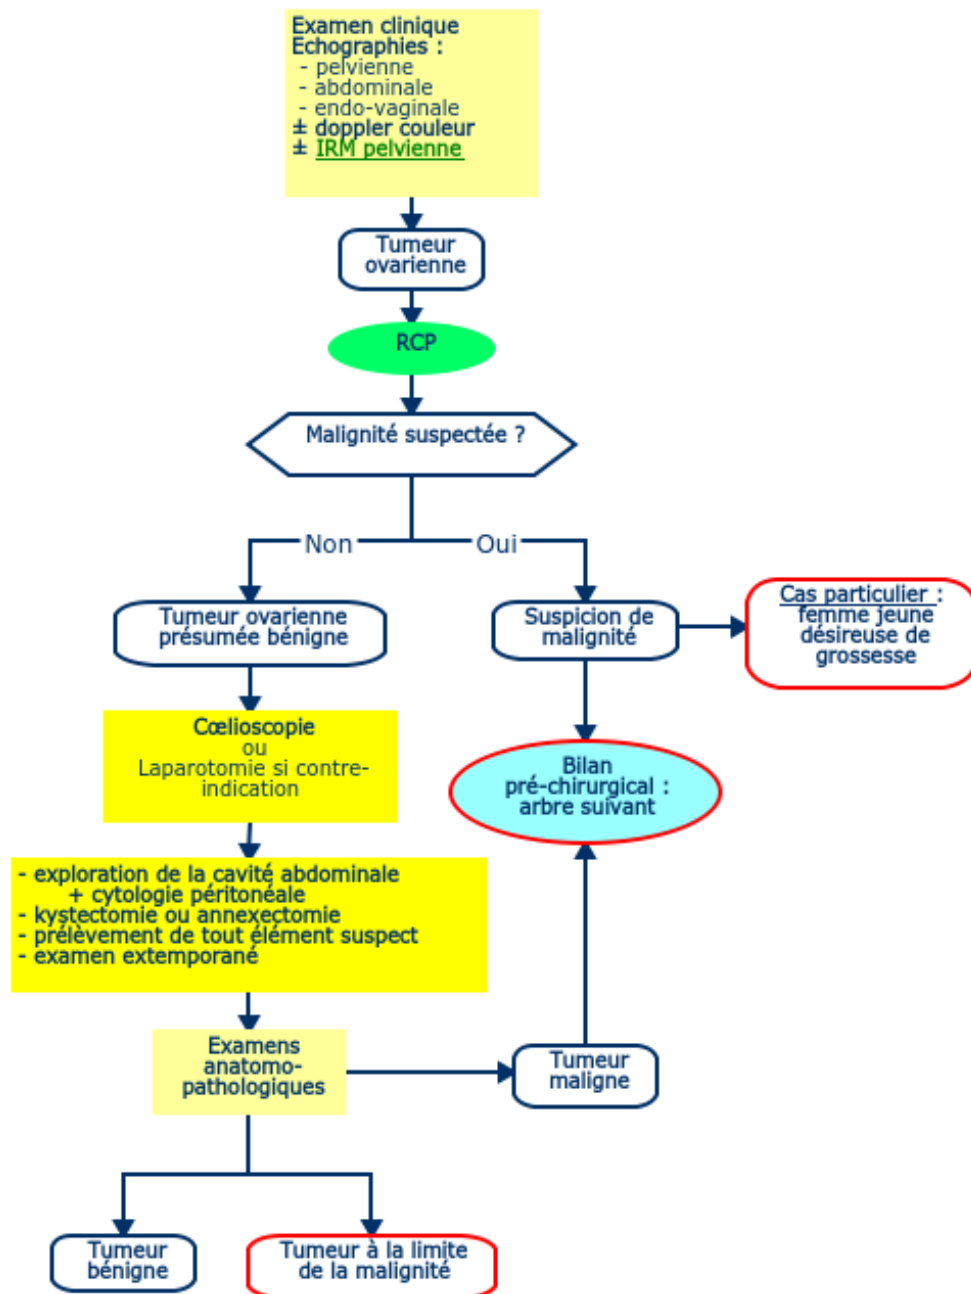 Examen clinique
Echographies :
- pelvienne
- abdominale
- endo-vaginale
± doppler couleur
± IRM pelvienne
Tumeur
ovarienne
RCP
Malignité suspectée ?
Non
Oui
Tumeur ovarienne
présumée bénigne
Suspicion de
malignité
Cas particulier :
femme jeune
désireuse de
grossesse
Cœlioscopie
ou
Laparotomie si contre-
indication
Bilan
pré-chirurgical :
arbre suivant
- exploration de la cavité abdominale
+ cytologie péritonéale
- kystectomie ou annexectomie
- prélèvement de tout élément suspect
- examen extemporané
Examens
anatomo-
pathologiques
Tumeur
maligne
Tumeur
bénigne
Tumeur à la limite
de la malignité